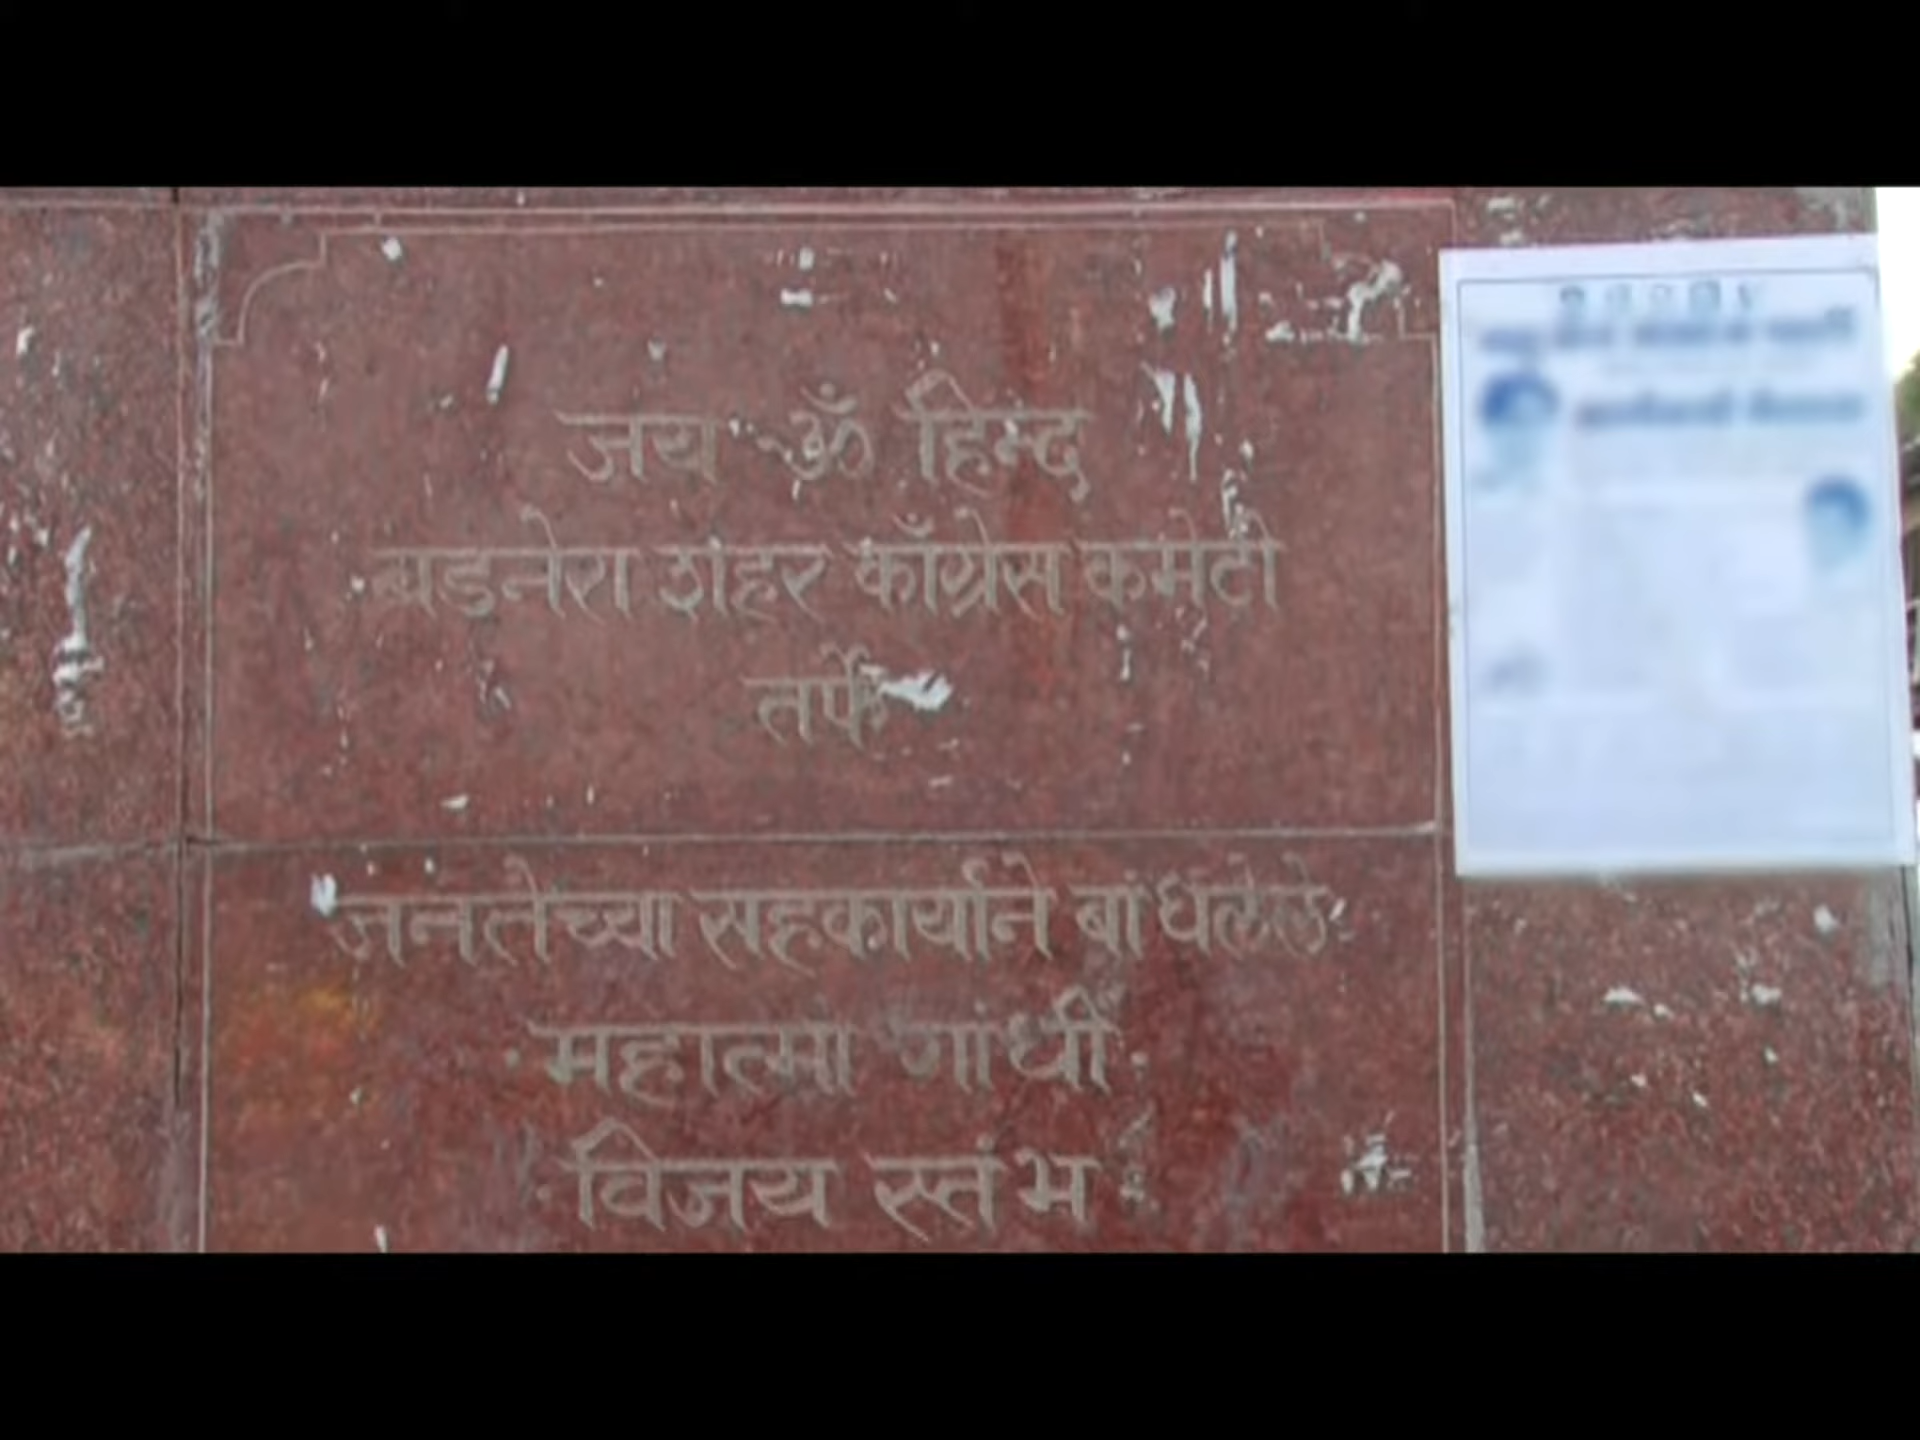 जय ॐ हिन्द
बडनेरा शहर काँग्रेस कमेटी
तर्फे
जनतेच्या सहकार्याने बांधलेले
महात्मा गांधी
विजय स्तंभ